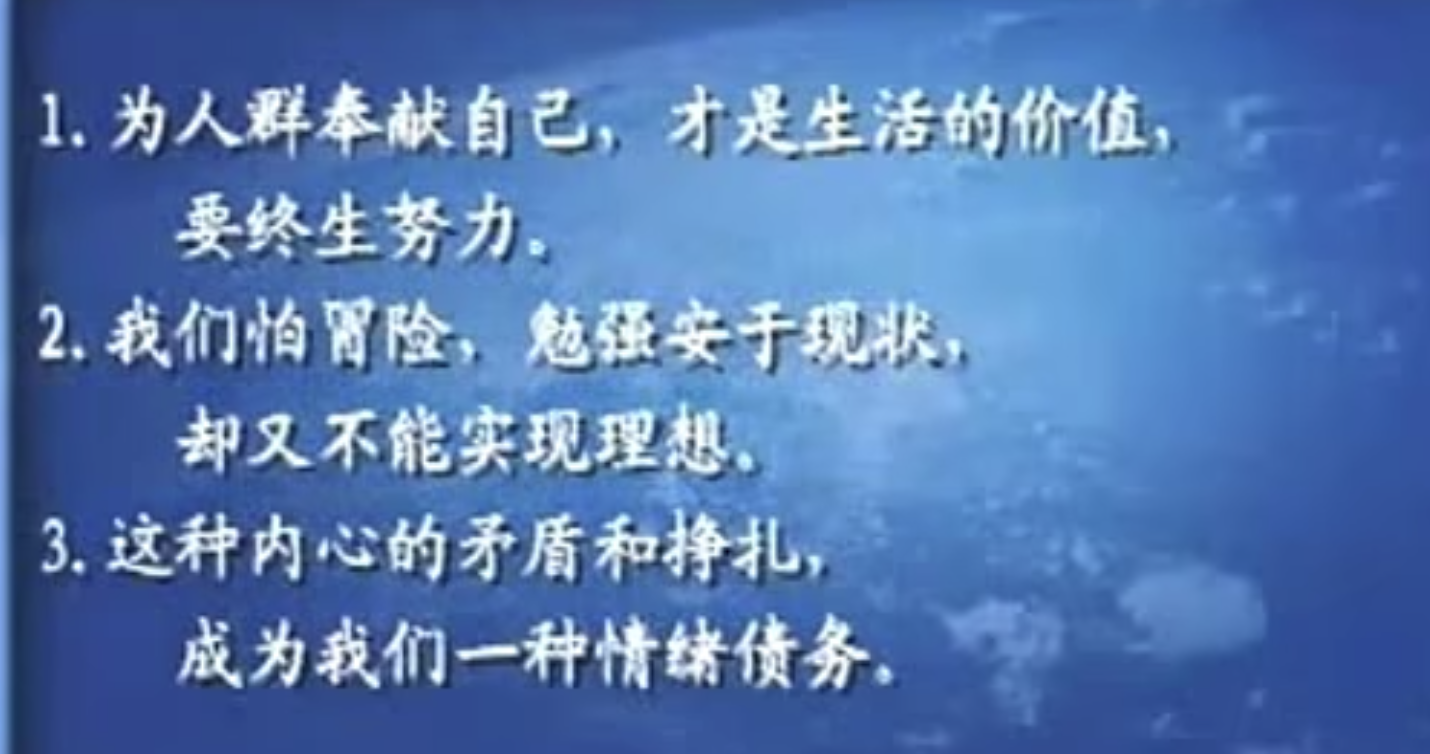 1. 为人群奉献自己，才是生活的价值，
要终生努力。
2. 我们怕冒险，勉强安于现状，
却又不能实现理想。
3. 这种内心的矛盾和挣扎，
成为我们一种情绪债务。